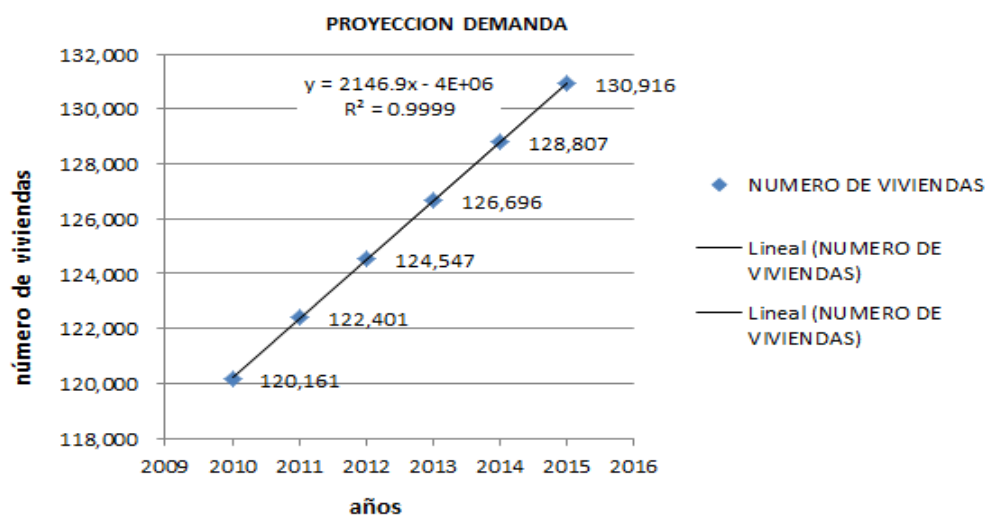 PROYECCION DEMANDA
132,000
130,000
128,000
126,000
124,000
122,000
120,000
118,000
número de viviendas
y = 2146.9x - 4E+06
R² = 0.9999
130,916
128,807
126,696
124,547
122,401
120,161
2009 2010 2011 2012 2013 2014 2015 2016
años
NUMERO DE VIVIENDAS
Lineal (NUMERO DE
VIVIENDAS)
Lineal (NUMERO DE
VIVIENDAS)